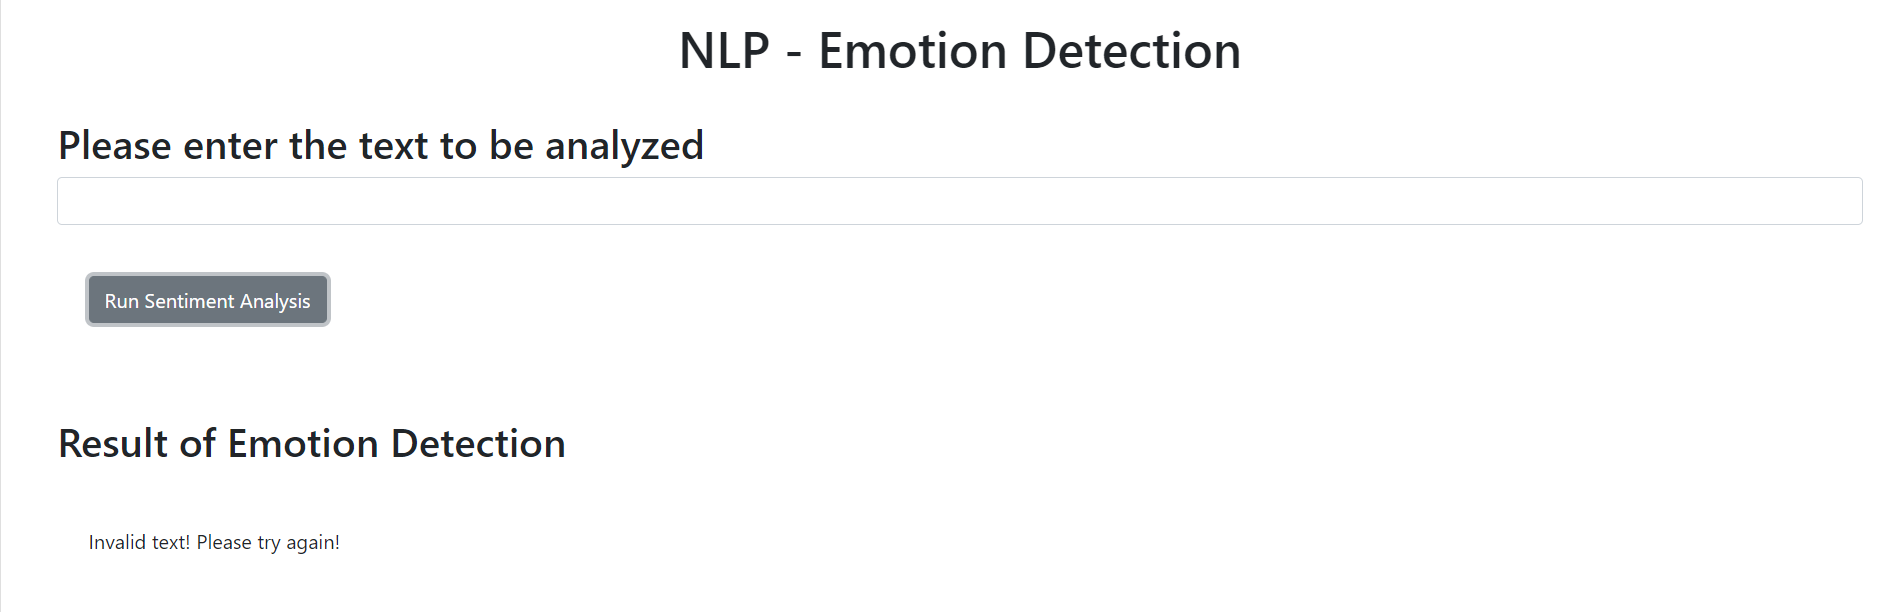 NLP - Emotion Detection
Please enter the text to be analyzed
Run Sentiment Analysis
Result of Emotion Detection
Invalid text! Please try again!